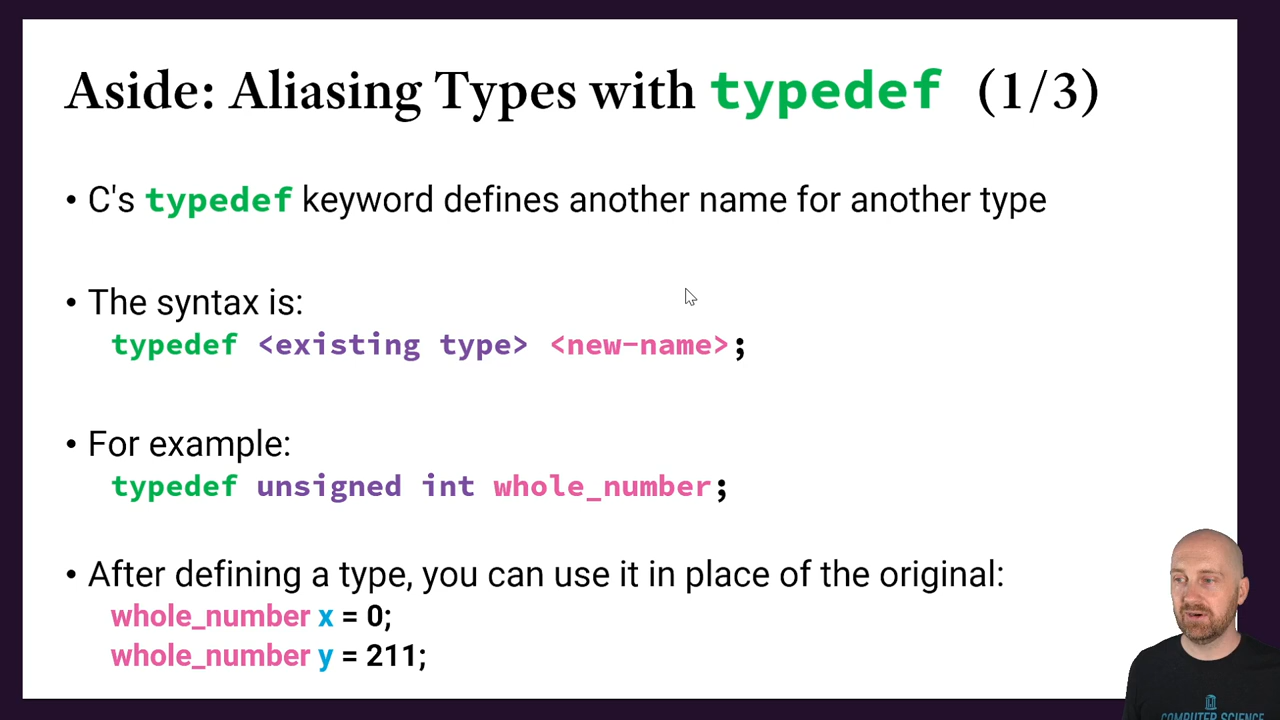 Aside: Aliasing Types with typedef (1/3)
• C's typedef keyword defines another name for another type
• The syntax is:
typedef <existing type> <new-name>;
• For example:
typedef unsigned int whole_number;
• After defining a type, you can use it in place of the original:
whole_number x = 0;
whole_number y = 211;
COMPUTER SCIENCE